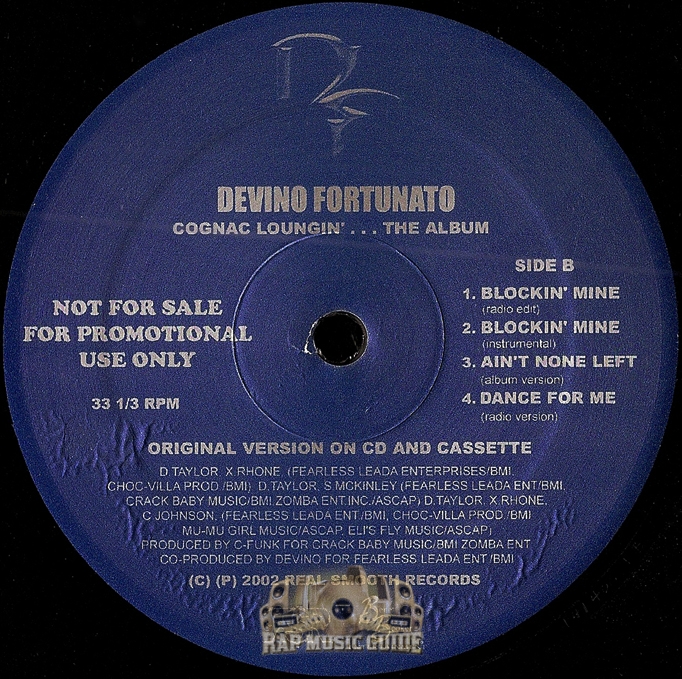 DEVINO FORTUNATO
COGNAC LOUNGIN' . . . THE ALBUM
SIDE B
1. BLOCKIN' MINE
(radio edit)
2. BLOCKIN' MINE
(instrumental)
3. AIN'T NONE LEFT
(album version)
4. DANCE FOR ME
(radio version)
NOT FOR SALE
FOR PROMOTIONAL
USE ONLY
33 1/3 RPM
ORIGINAL VERSION ON CD AND CASSETTE
D.TAYLOR, X.RHONE, (FEARLESS LEADA ENTERPRISES/BMI,
CHOC-VILLA PROD./BMI), D.TAYLOR, S.MCKINLEY (FEARLESS LEADA ENT/BMI,
CRACK BABY MUSIC/BMI ZOMBA ENT.INC./ASCAP) D.TAYLOR, X.RHONE,
C.JOHNSON, (FEARLESS LEADA ENT./BMI, CHOC-VILLA PROD./BMI
MU-MU GIRL MUSIC/ASCAP, ELI'S FLY MUSIC/ASCAP)
PRODUCED BY C-FUNK FOR CRACK BABY MUSIC/BMI ZOMBA ENT.
CO-PRODUCED BY DEVINO FOR FEARLESS LEADA ENT./BMI
(C) (P) 2002 REAL SMOOTH RECORDS
RAP MUSIC GUIDE